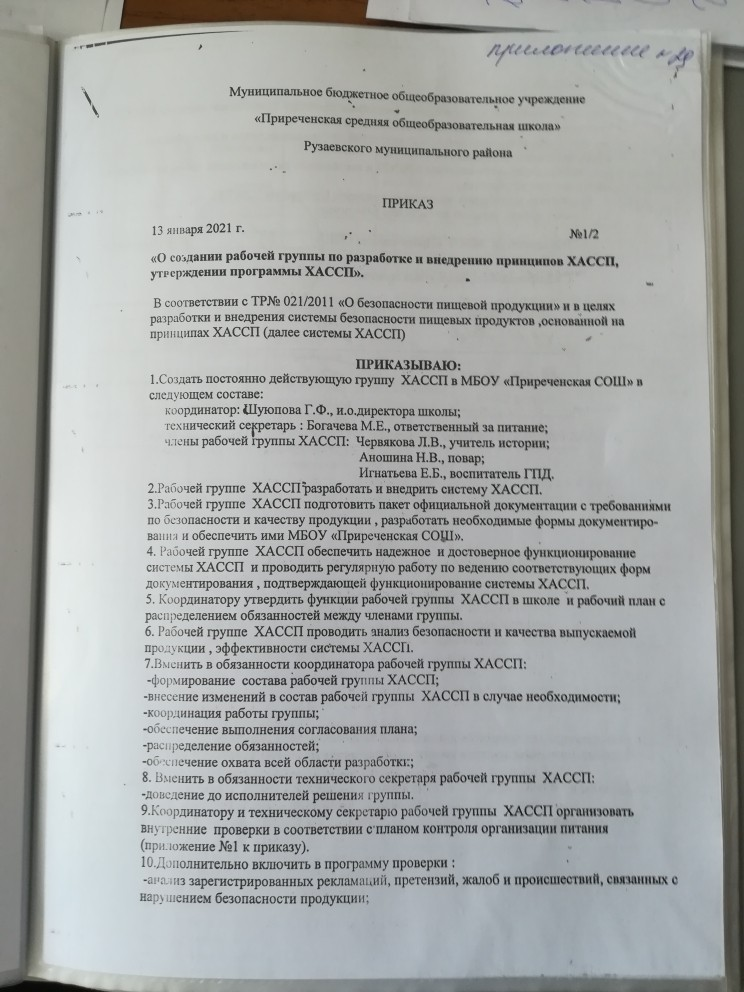 приложение № 29
Муниципальное бюджетное общеобразовательное учреждение
«Приреченская средняя общеобразовательная школа»
Рузаевского муниципального района
ПРИКАЗ
13 января 2021 г. №1/2
«О создании рабочей группы по разработке и внедрению принципов ХАССП,
утверждении программы ХАССП».
В соответствии с ТР№ 021/2011 «О безопасности пищевой продукции» и в целях
разработки и внедрения системы безопасности пищевых продуктов ,основанной на
принципах ХАССП (далее системы ХАССП)
ПРИКАЗЫВАЮ:
1.Создать постоянно действующую группу ХАССП в МБОУ «Приреченская СОШ» в
следующем составе:
координатор: Шуюпова Г.Ф., и.о.директора школы;
технический секретарь : Богачева М.Е., ответственный за питание;
члены рабочей группы ХАССП: Червякова Л.В., учитель истории;
Аношина Н.В., повар;
Игнатьева Е.Б., воспитатель ГПД.
2.Рабочей группе ХАССП разработать и внедрить систему ХАССП.
3.Рабочей группе ХАССП подготовить пакет официальной документации с требованиями
по безопасности и качеству продукции , разработать необходимые формы документиро-
вания и обеспечить ими МБОУ «Приреченская СОШ».
4. Рабочей группе ХАССП обеспечить надежное и достоверное функционирование
системы ХАССП и проводить регулярную работу по ведению соответствующих форм
документирования , подтверждающей функционирование системы ХАССП.
5. Координатору утвердить функции рабочей группы ХАССП в школе и рабочий план с
распределением обязанностей между членами группы.
6. Рабочей группе ХАССП проводить анализ безопасности и качества выпускаемой
продукции , эффективности системы ХАССП.
7.Вменить в обязанности координатора рабочей группы ХАССП:
-формирование состава рабочей группы ХАССП;
-внесение изменений в состав рабочей группы ХАССП в случае необходимости;
-координация работы группы;
-обеспечение выполнения согласования плана;
-распределение обязанностей;
-обеспечение охвата всей области разработки;
8. Вменить в обязанности технического секретаря рабочей группы ХАССП:
-доведение до исполнителей решения группы.
9.Координатору и техническому секретарю рабочей группы ХАССП организовать
внутренние проверки в соответствии с планом контроля организации питания
(приложение №1 к приказу).
10.Дополнительно включить в программу проверки :
-анализ зарегистрированных рекламаций, претензий, жалоб и происшествий, связанных с
нарушением безопасности продукции;